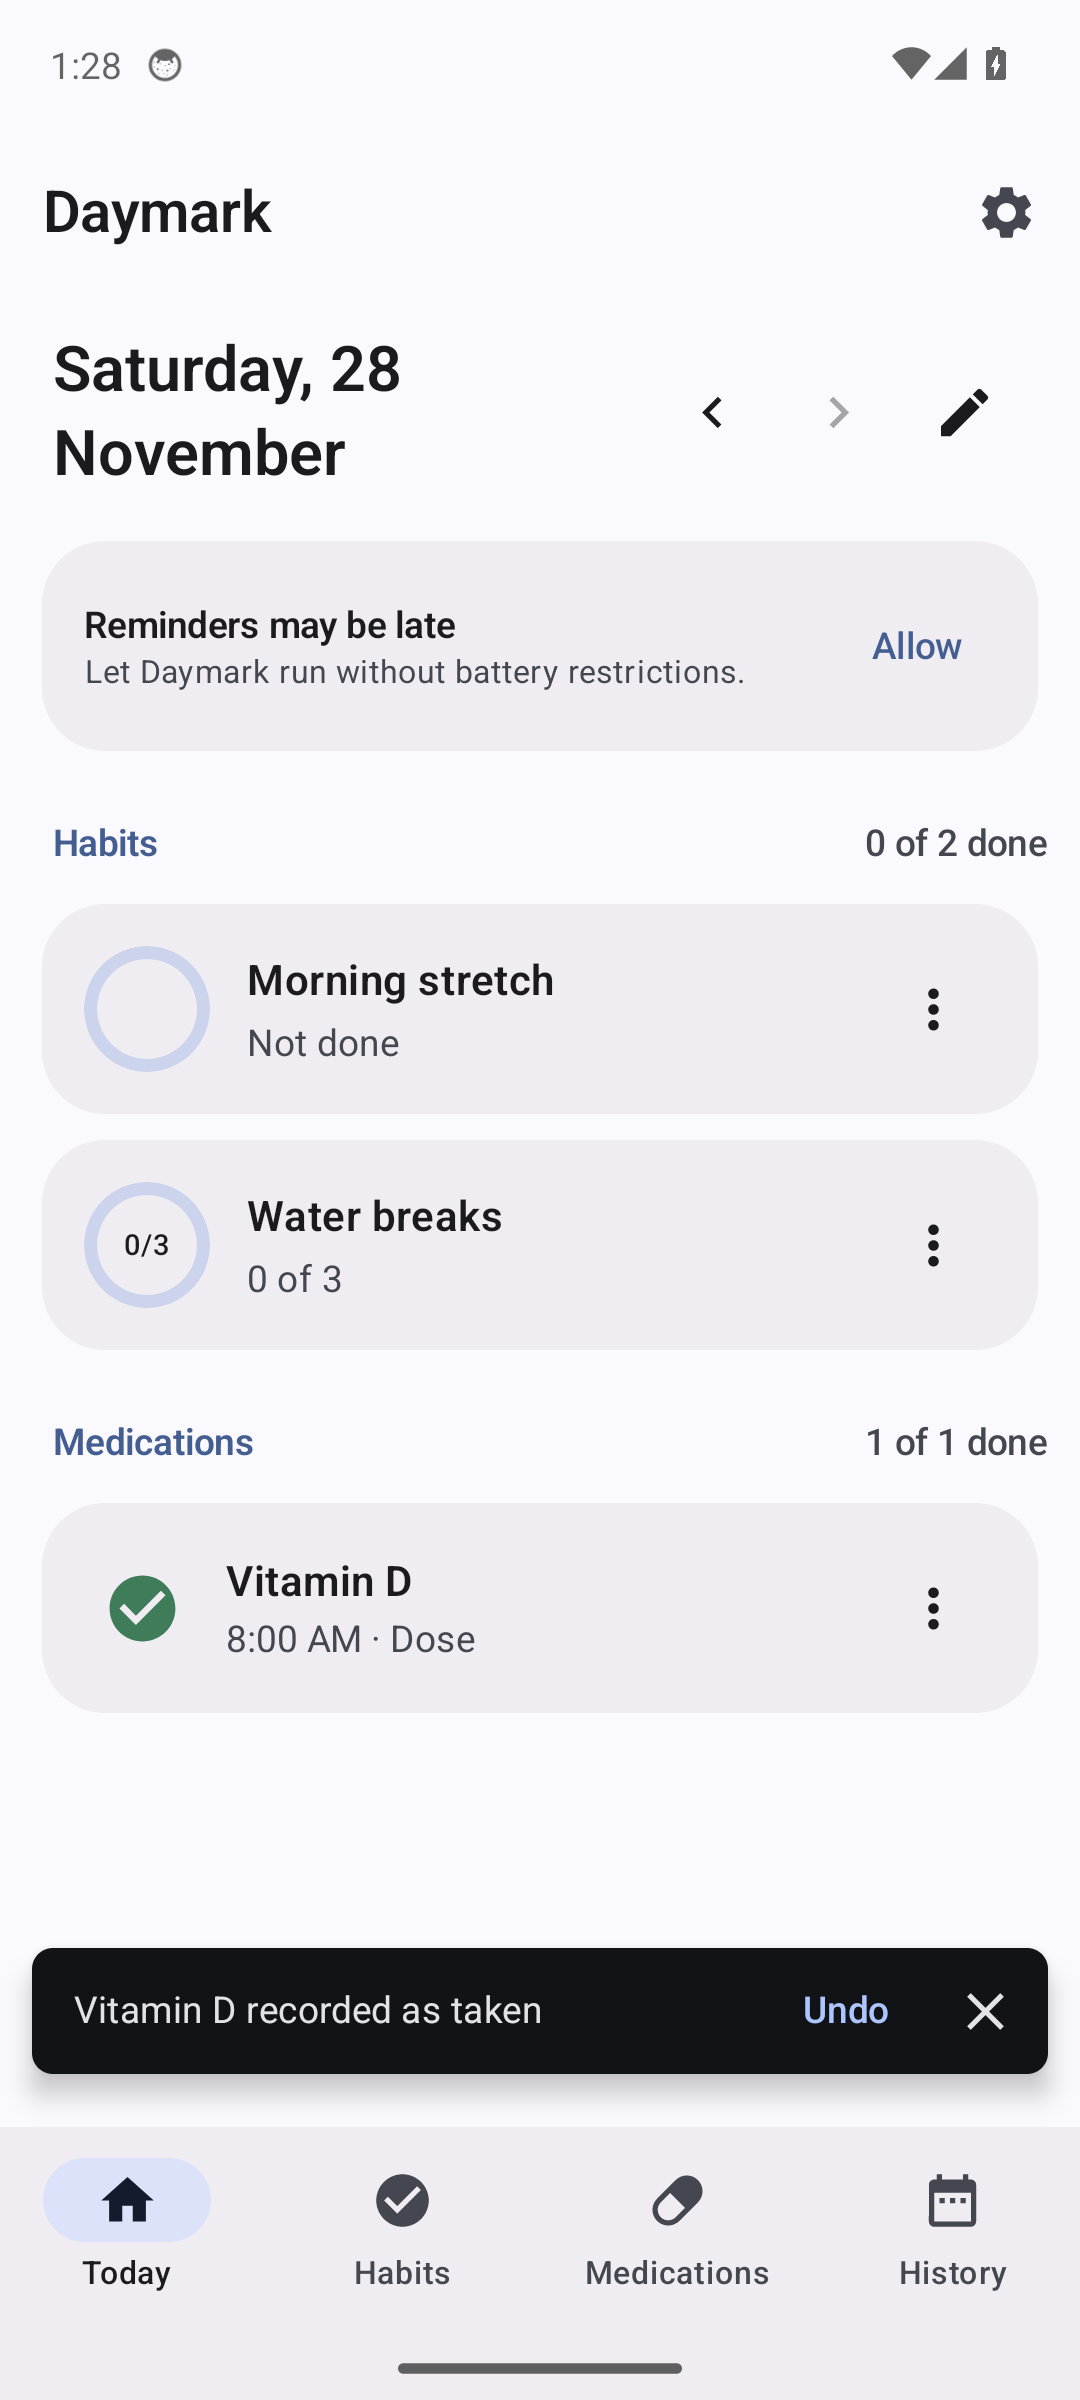 1:28
Daymark
Saturday, 28
November
Reminders may be late
Let Daymark run without battery restrictions.
Allow
Habits
0 of 2 done
Morning stretch
Not done
0/3
Water breaks
0 of 3
Medications
1 of 1 done
Vitamin D
8:00 AM · Dose
Vitamin D recorded as taken
Undo
Today
Habits
Medications
History